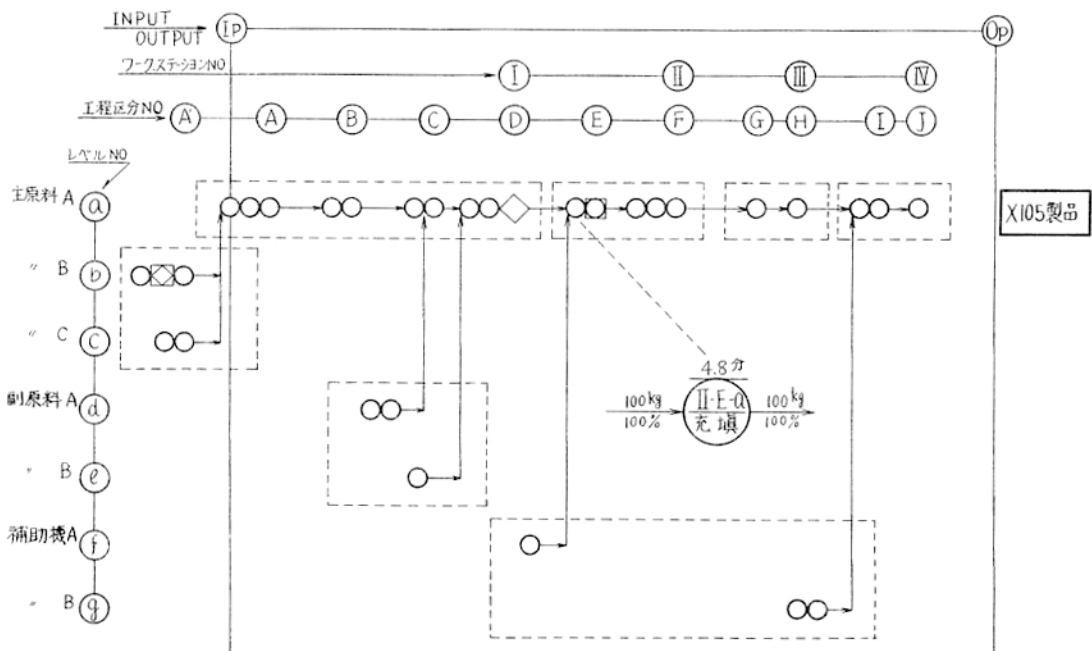 INPUT
OUTPUT
Ip
Op
ワークステーションNO
I
II
III
IV
工程区分NO
A'
A
B
C
D
E
F
G
H
I
J
レベルNO
主原料A
a
X105製品
〃 B
b
〃 C
c
副原料A
d
〃 B
e
補助機A
f
〃 B
g
4.8分
100kg
100%
II-E-a
充填
100kg
100%